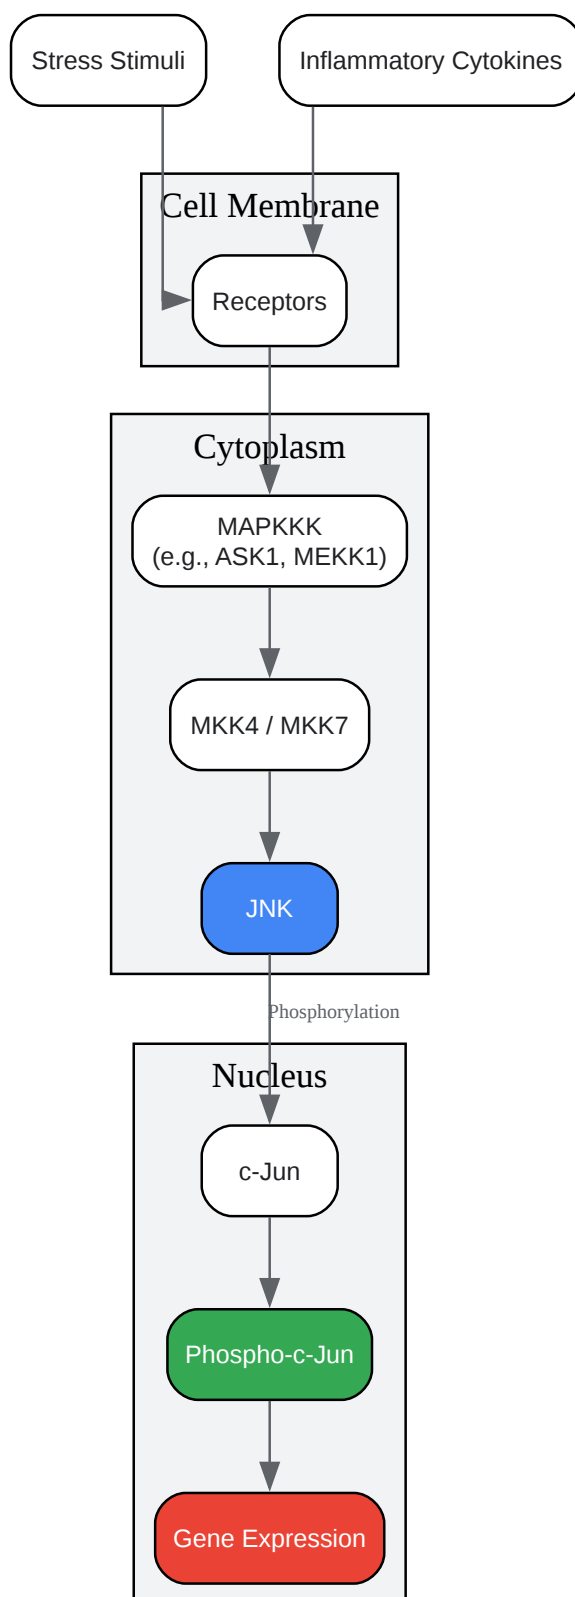 Stress Stimuli
Inflammatory Cytokines
Cell Membrane
Receptors
Cytoplasm
MAPKKK
(e.g., ASK1, MEKK1)
MKK4 / MKK7
JNK
Phosphorylation
Nucleus
c-Jun
Phospho-c-Jun
Gene Expression